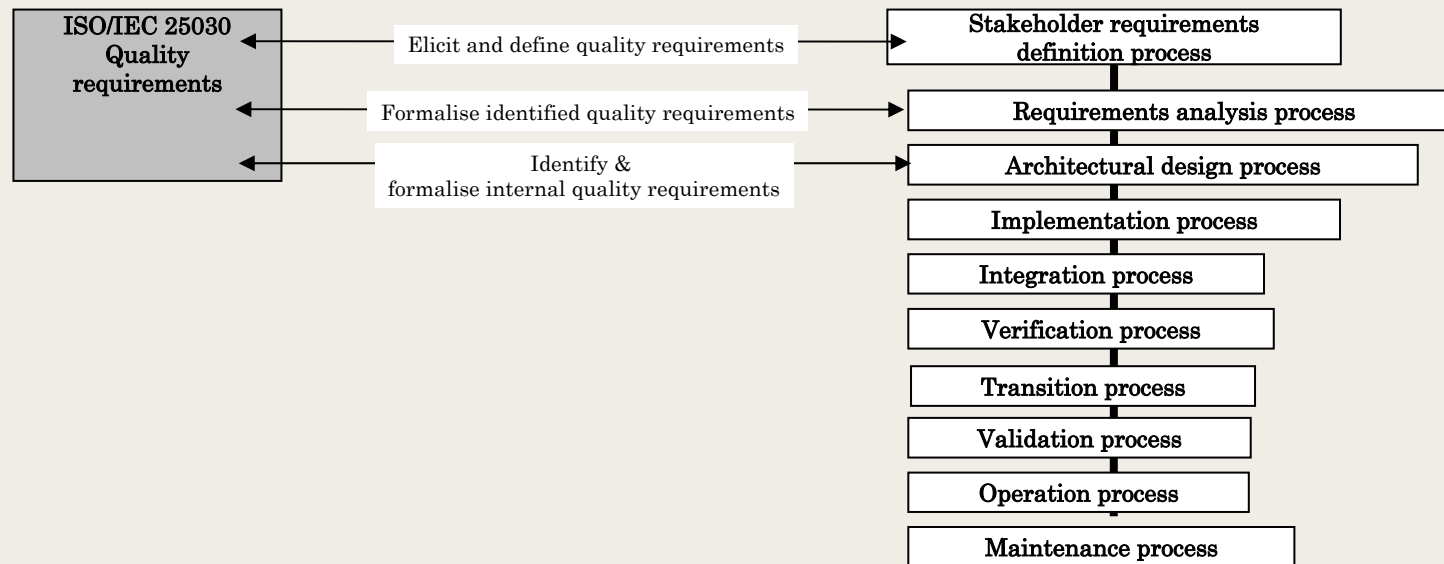 ISO/IEC 25030
Quality
requirements
Elicit and define quality requirements
Stakeholder requirements
definition process
Formalise identified quality requirements
Requirements analysis process
Identify &
formalise internal quality requirements
Architectural design process
Implementation process
Integration process
Verification process
Transition process
Validation process
Operation process
Maintenance process